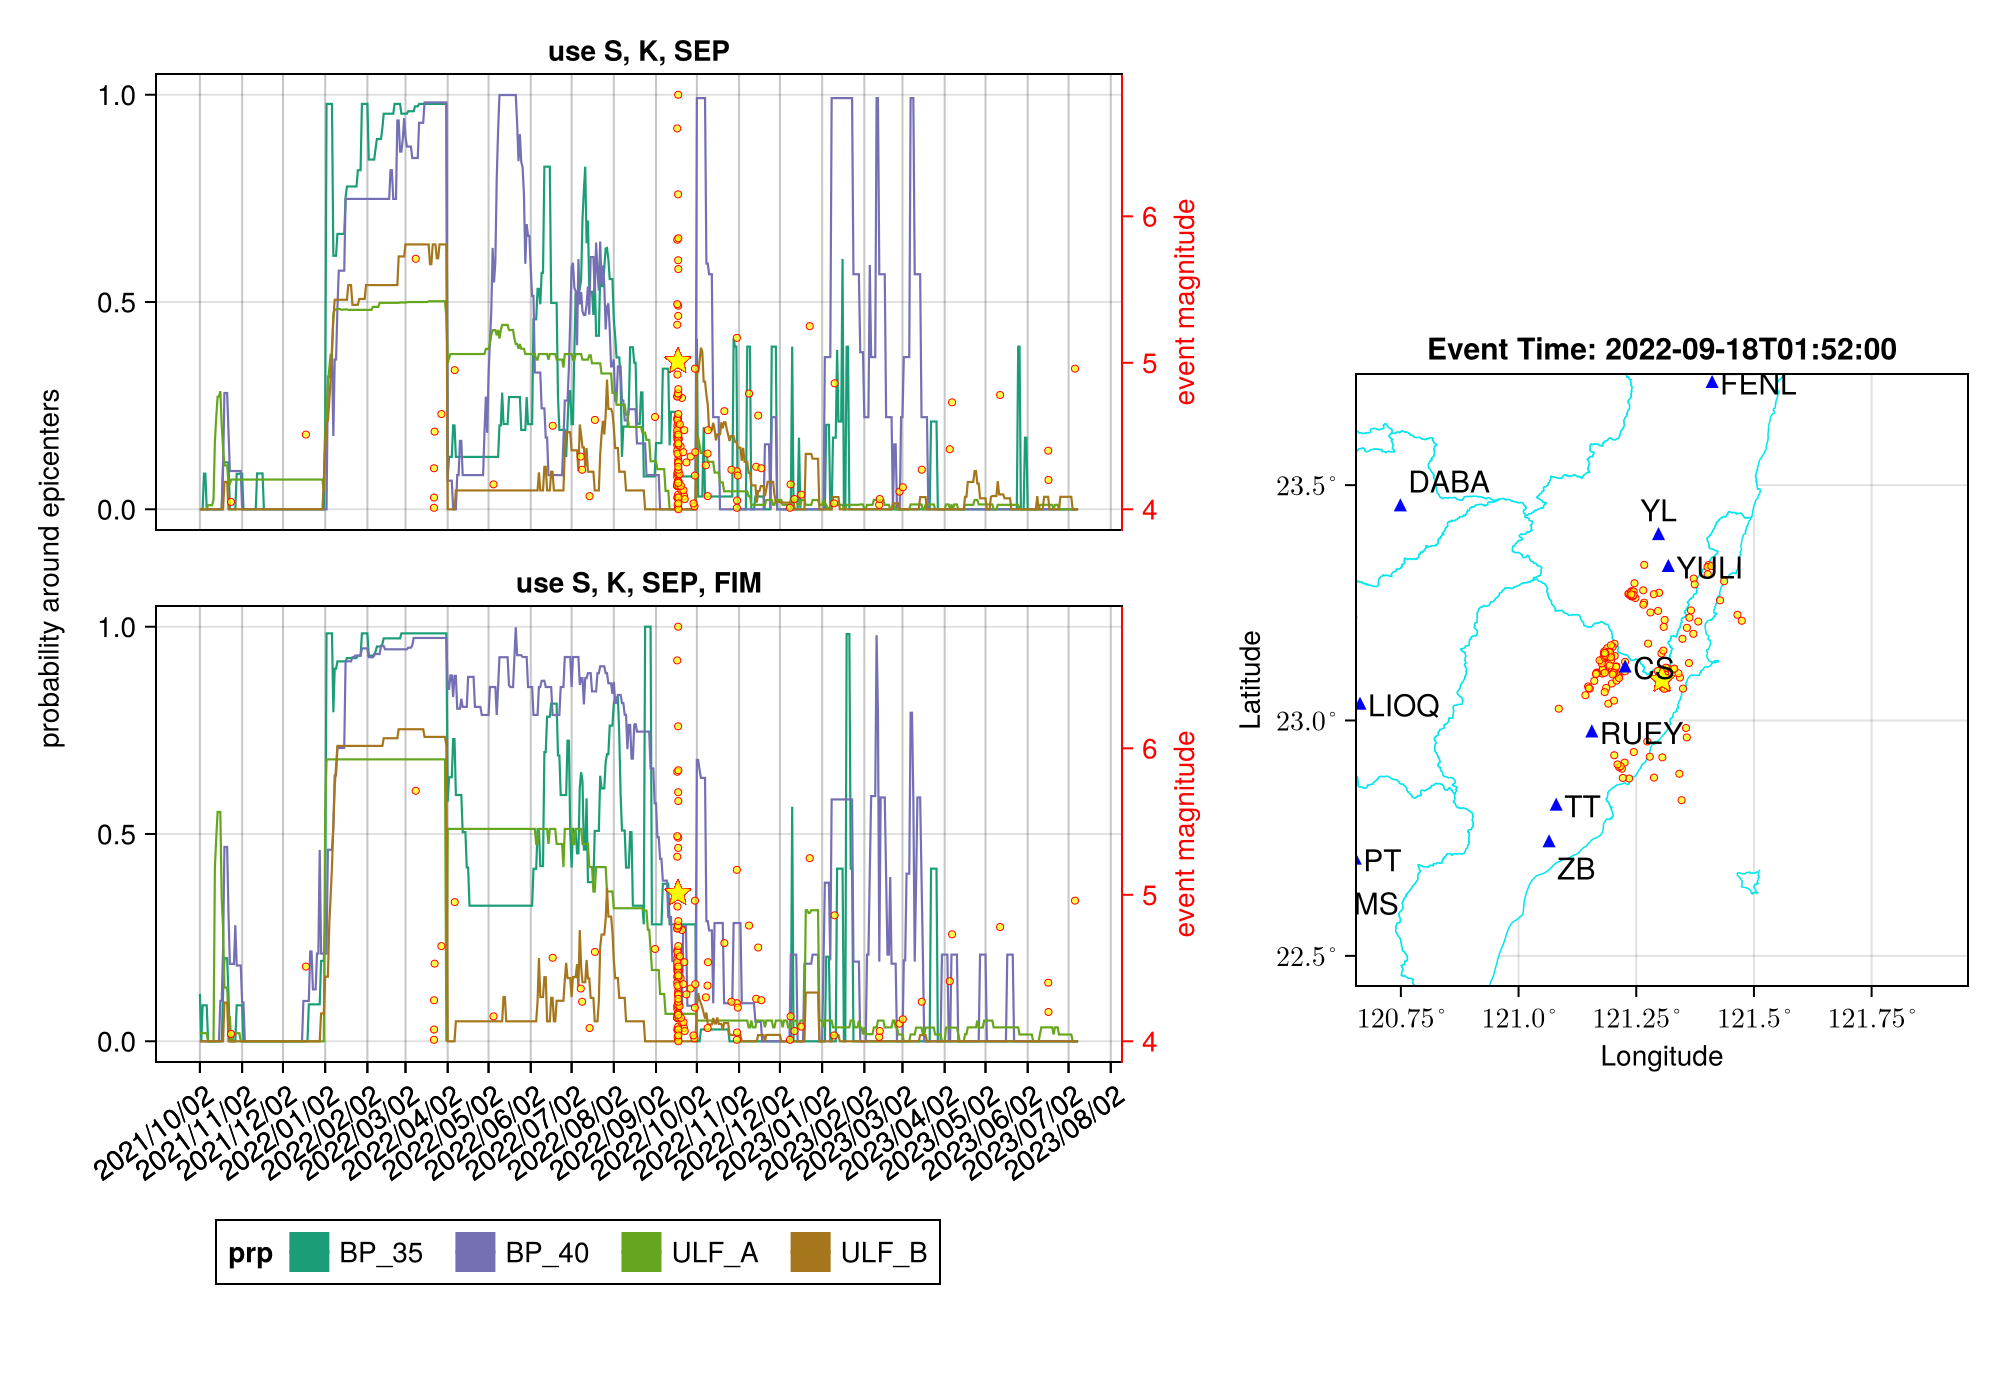 use S, K, SEP
1.0
0.5
0.0
6
5
4
event magnitude
probability around epicenters
use S, K, SEP, FIM
1.0
0.5
0.0
6
5
4
event magnitude
2021/10/02
2021/11/02
2021/12/02
2022/01/02
2022/02/02
2022/03/02
2022/04/02
2022/05/02
2022/06/02
2022/07/02
2022/08/02
2022/09/02
2022/10/02
2022/11/02
2022/12/02
2023/01/02
2023/02/02
2023/03/02
2023/04/02
2023/05/02
2023/06/02
2023/07/02
2023/08/02
prp BP_35 BP_40 ULF_A ULF_B
Event Time: 2022-09-18T01:52:00
FENL
DABA
YL
YULI
CS
LIOQ
RUEY
TT
PT
ZB
MS
23.5°
23.0°
22.5°
Latitude
120.75° 121.0° 121.25° 121.5° 121.75°
Longitude